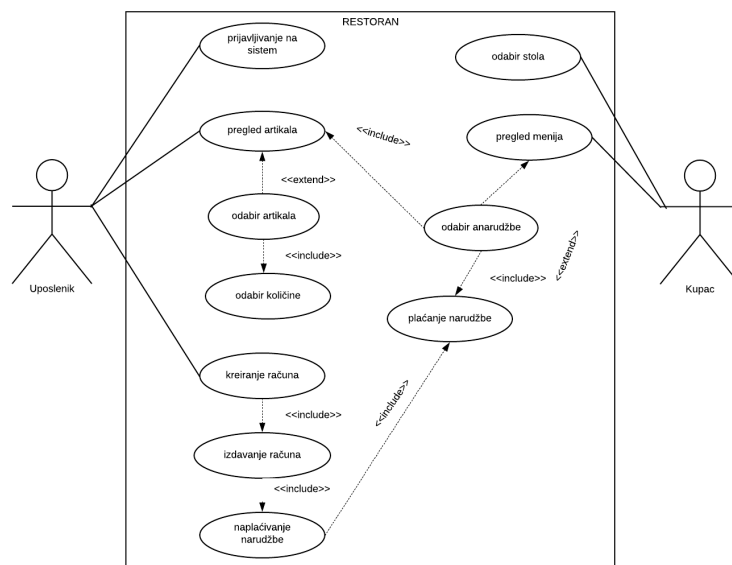 RESTORAN
prijavljivanje na
sistem
odabir stola
pregled artikala
<<include>>
pregled menija
<<extend>>
odabir artikala
odabir anarudžbe
<<include>>
<<include>>
<<extend>>
odabir količine
Uposlenik
Kupac
plaćanje narudžbe
kreiranje računa
<<include>>
<<include>>
izdavanje računa
<<include>>
naplaćivanje
narudžbe